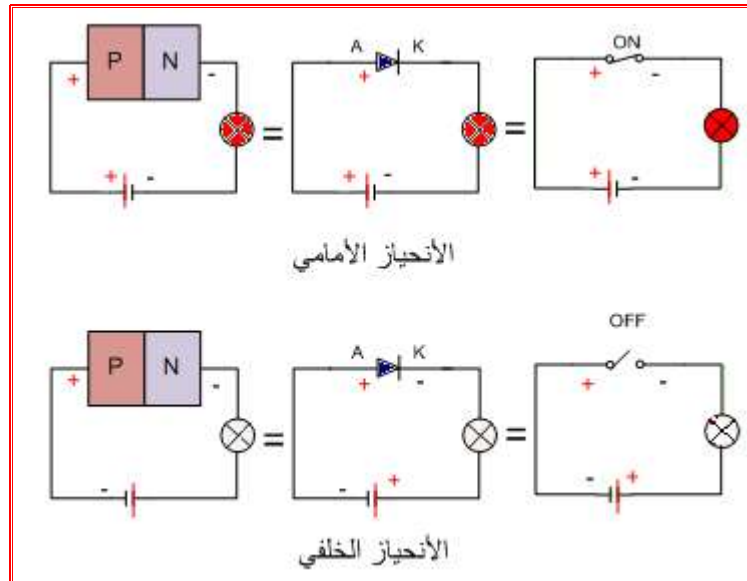 A K ON
P N
+ - + - + -
= =
+ - + - + -
الأنحياز الأمامي
OFF
A K
P N
+ - + - + -
= =
- - + - +
الأنحياز الخلفي